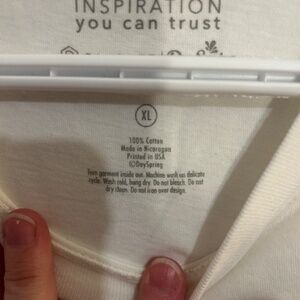 INSPIRATION
you can trust
XL
100% Cotton
Made in Nicaragua
Printed in USA
©DaySpring
Turn garment inside out. Machine wash on delicate
cycle. Wash cold, hang dry. Do not bleach. Do not
dry clean. Do not iron over design.